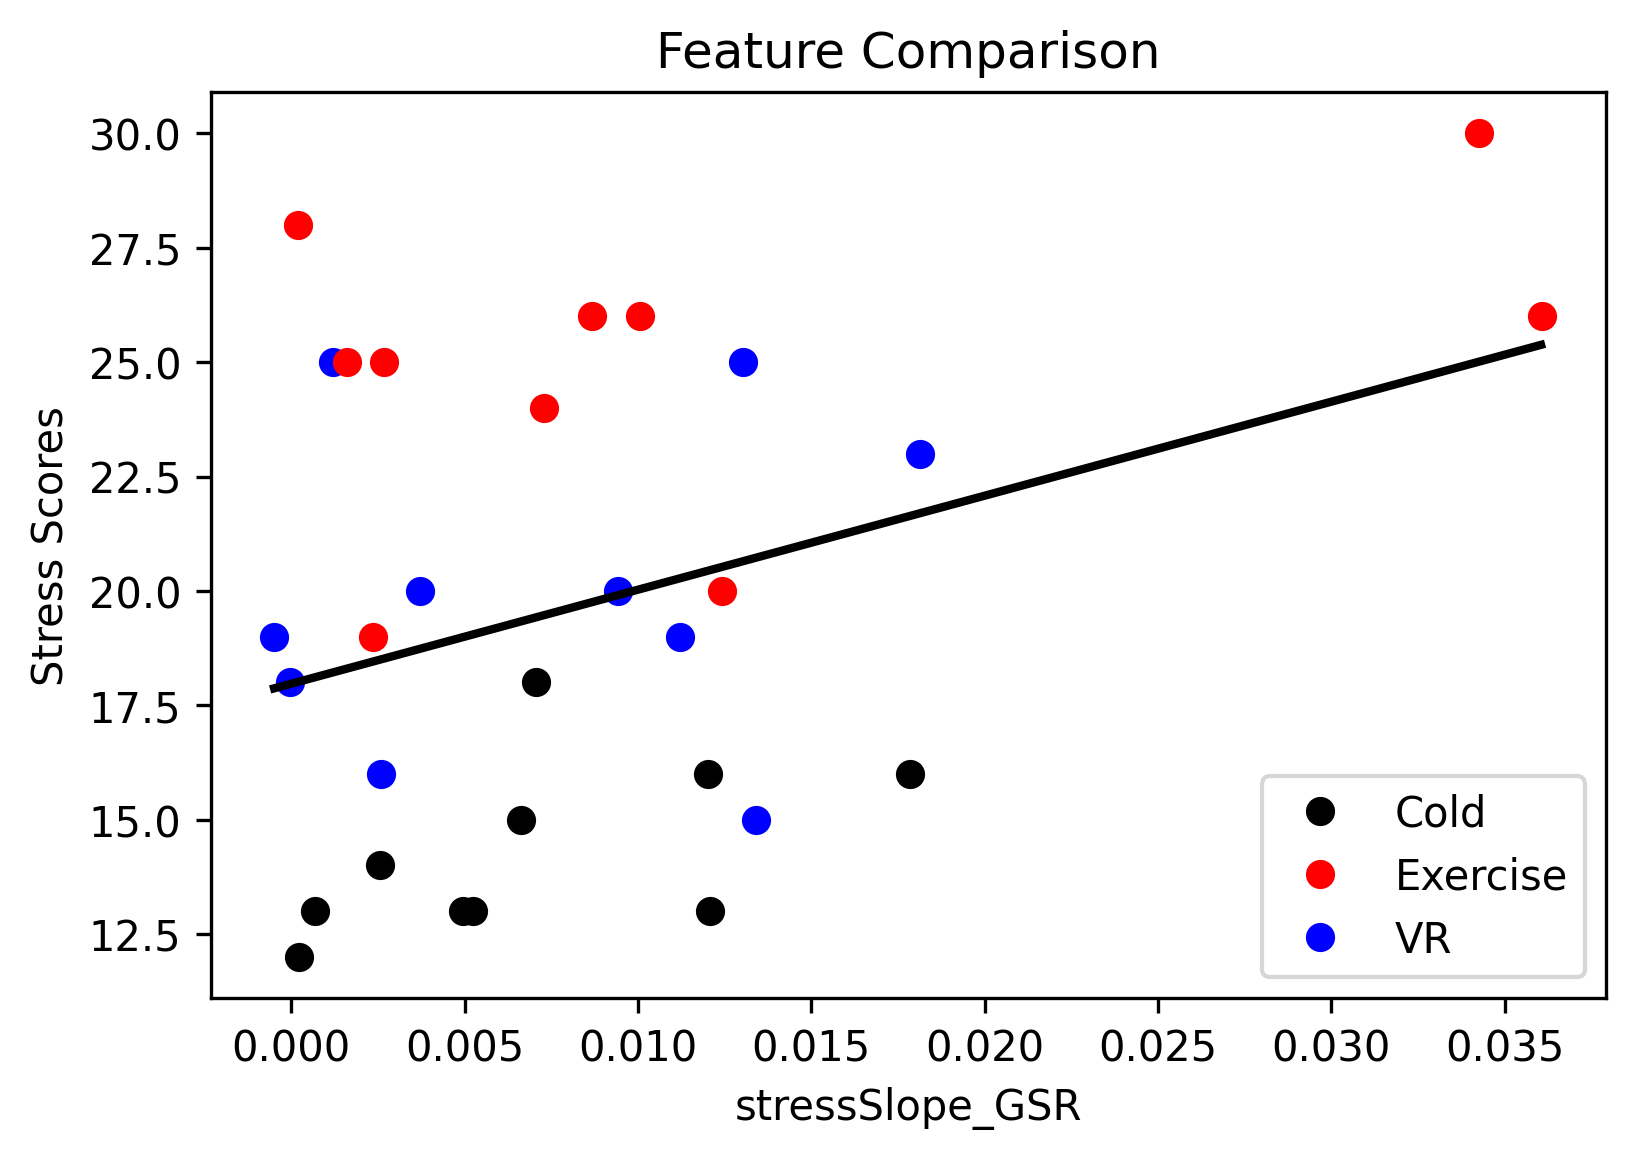 Feature Comparison
30.0
27.5
25.0
22.5
20.0
17.5
15.0
12.5
Stress Scores
Cold
Exercise
VR
0.000 0.005 0.010 0.015 0.020 0.025 0.030 0.035
stressSlope_GSR